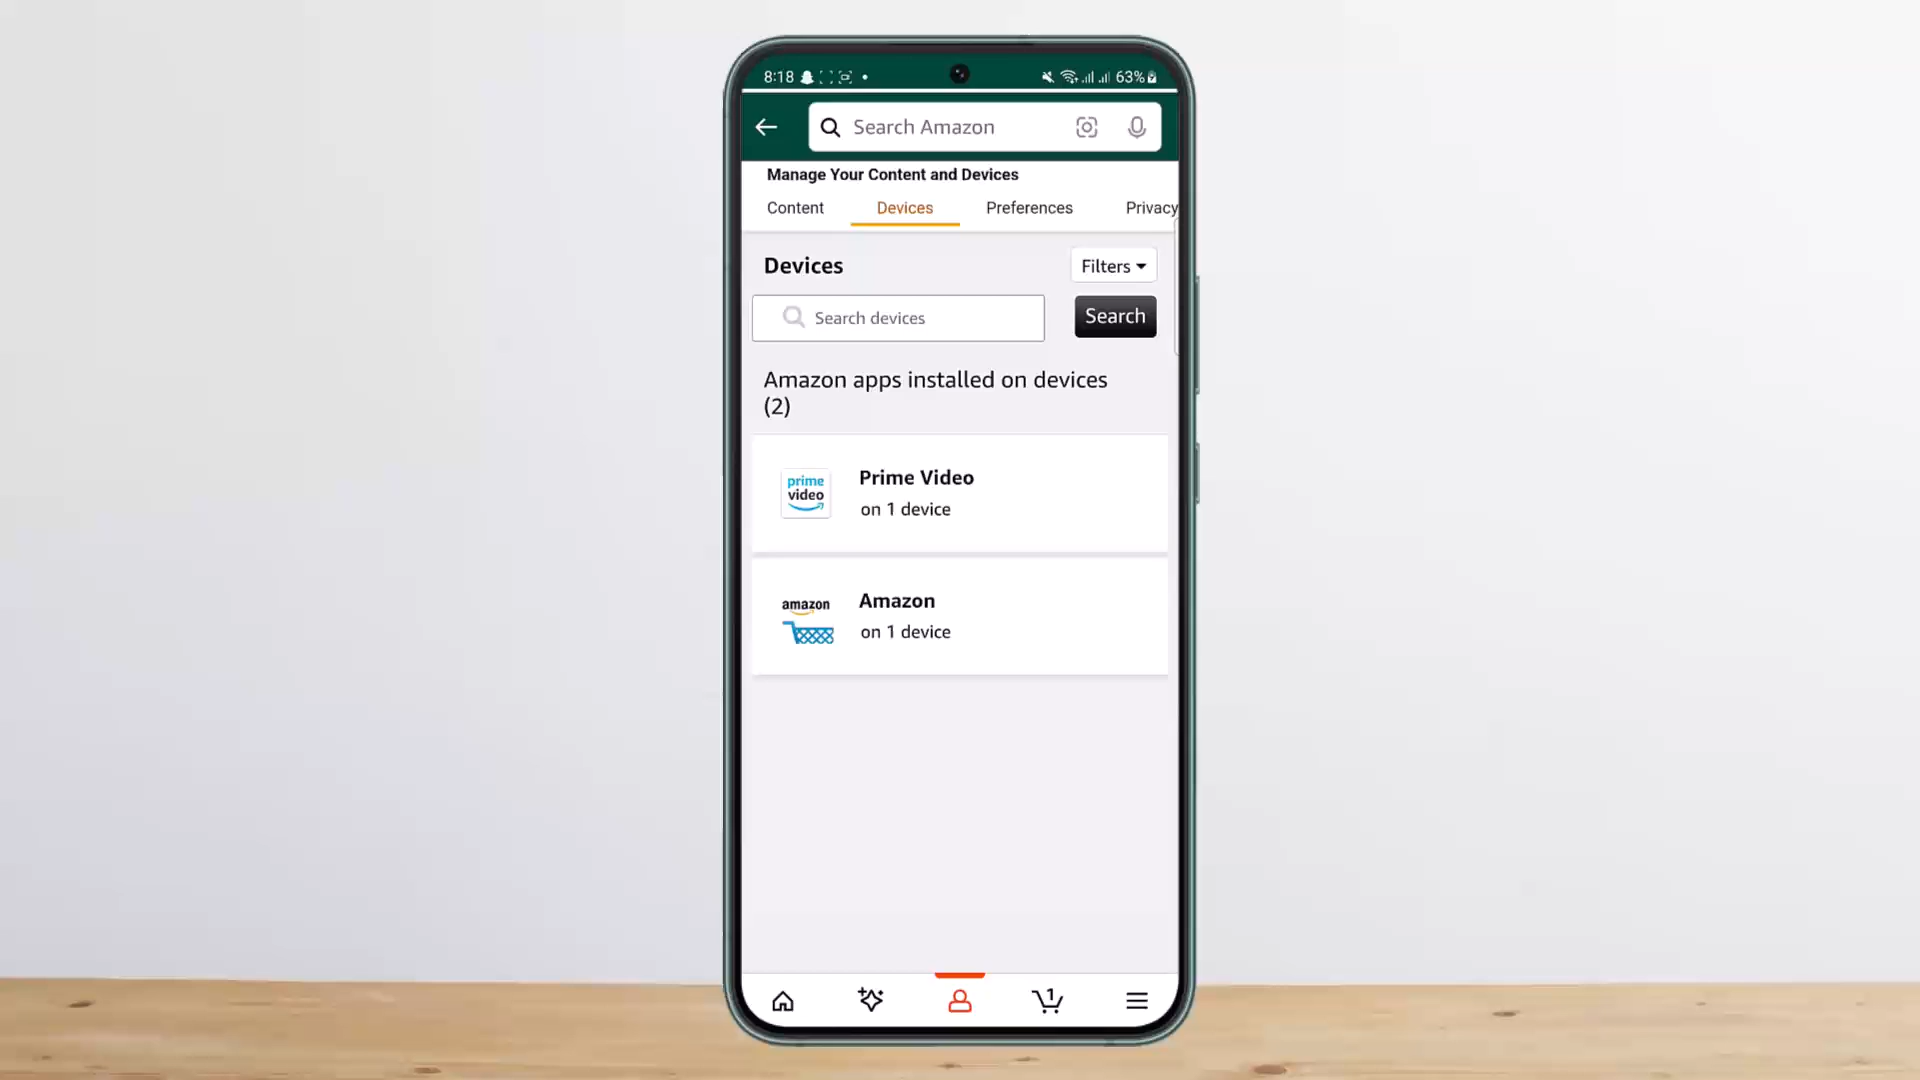 8:18
63%
Search Amazon
Manage Your Content and Devices
Content Devices Preferences Privacy
Devices
Filters
Search devices
Search
Amazon apps installed on devices
(2)
prime
video
Prime Video
on 1 device
amazon
Amazon
on 1 device
1